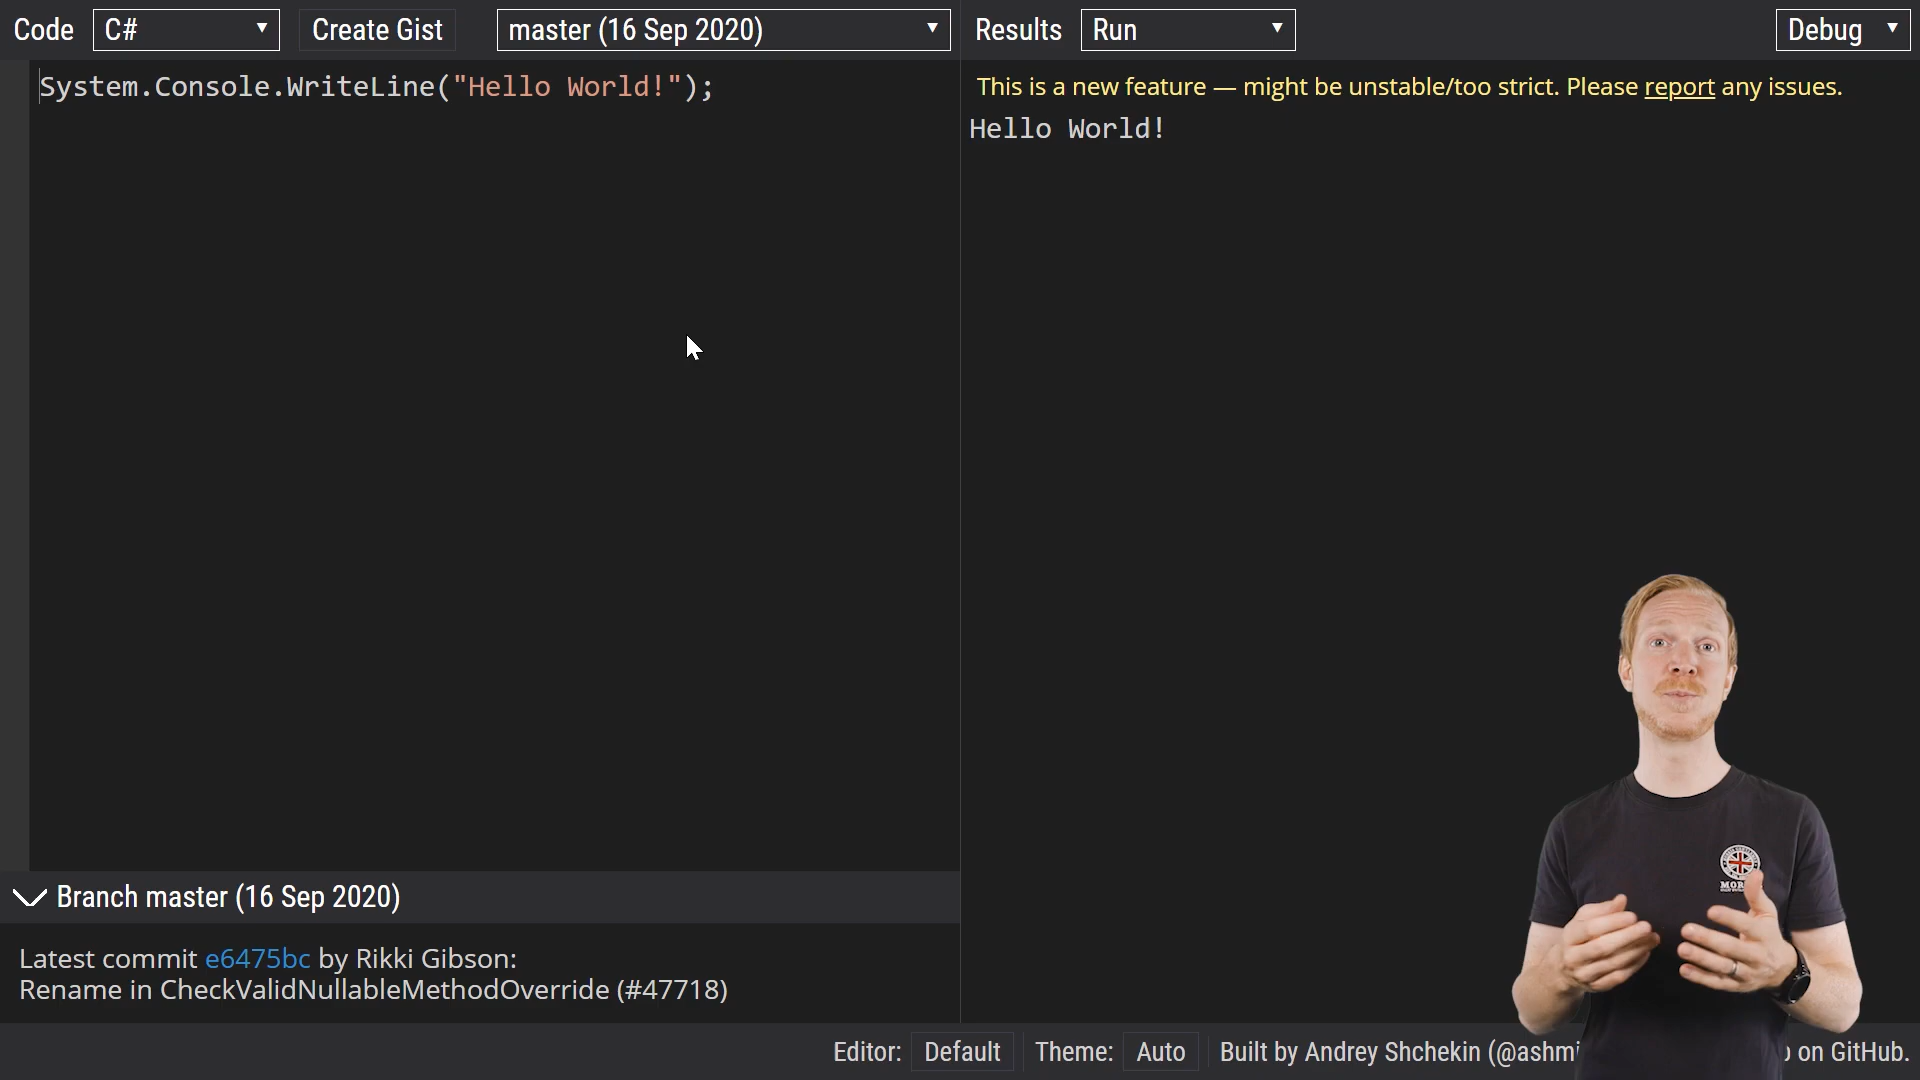 Code C# Create Gist master (16 Sep 2020) Results Run Debug
System.Console.WriteLine("Hello World!");
This is a new feature — might be unstable/too strict. Please report any issues.
Hello World!
Branch master (16 Sep 2020)
Latest commit e6475bc by Rikki Gibson:
Rename in CheckValidNullableMethodOverride (#47718)
Editor: Default Theme: Auto Built by Andrey Shchekin (@ashmi on GitHub.